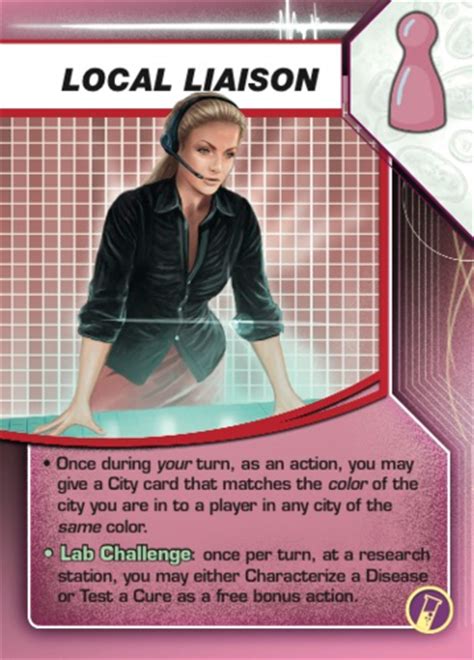 LOCAL LIAISON
• Once during your turn, as an action, you may
give a City card that matches the color of the
city you are in to a player in any city of the
same color.
• Lab Challenge: once per turn, at a research
station, you may either Characterize a Disease
or Test a Cure as a free bonus action.